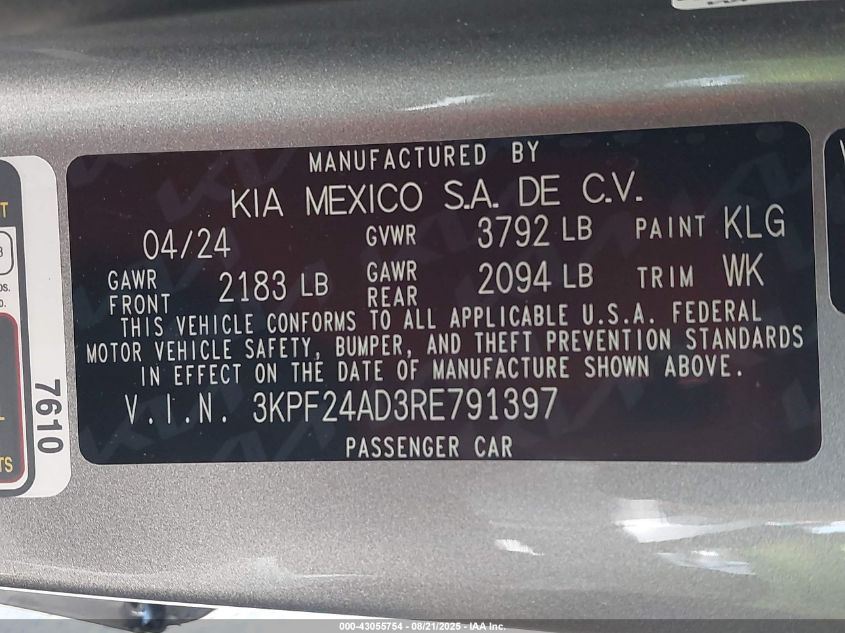 MANUFACTURED BY
KIA MEXICO S.A. DE C.V.
04/24 GVWR 3792 LB PAINT KLG
GAWR FRONT 2183 LB GAWR REAR 2094 LB TRIM WK
THIS VEHICLE CONFORMS TO ALL APPLICABLE U.S.A. FEDERAL
MOTOR VEHICLE SAFETY, BUMPER, AND THEFT PREVENTION STANDARDS
IN EFFECT ON THE DATE OF MANUFACTURE SHOWN ABOVE.
V.I.N. 3KPF24AD3RE791397
PASSENGER CAR
7610
000-43055754 - 08/21/2025 - IAA Inc.